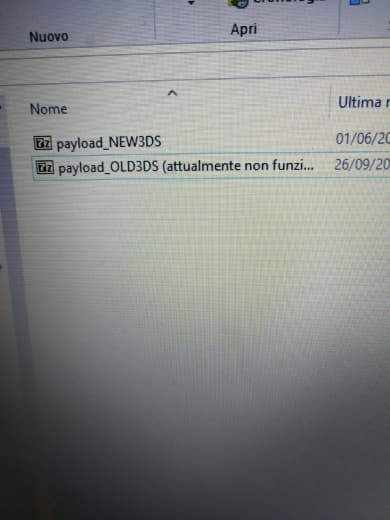 Nuovo
Apri
Nome
Ultima
payload_NEW3DS
01/06/20
payload_OLD3DS (attualmente non funzi...
26/09/20